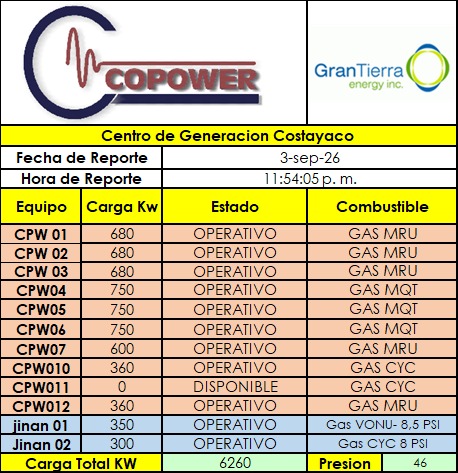 COPOWER
GranTierra
energy inc.
Centro de Generacion Costayaco
Fecha de Reporte 3-sep-26
Hora de Reporte 11:54:05 p. m.
Equipo Carga Kw Estado Combustible
CPW 01 680 OPERATIVO GAS MRU
CPW 02 680 OPERATIVO GAS MRU
CPW 03 680 OPERATIVO GAS MRU
CPW04 750 OPERATIVO GAS MQT
CPW05 750 OPERATIVO GAS MQT
CPW06 750 OPERATIVO GAS MQT
CPW07 600 OPERATIVO GAS MRU
CPW010 360 OPERATIVO GAS CYC
CPW011 0 DISPONIBLE GAS CYC
CPW012 360 OPERATIVO GAS MRU
jinan 01 350 OPERATIVO Gas VONU- 8,5 PSI
Jinan 02 300 OPERATIVO Gas CYC 8 PSI
Carga Total KW 6260 Presion 46